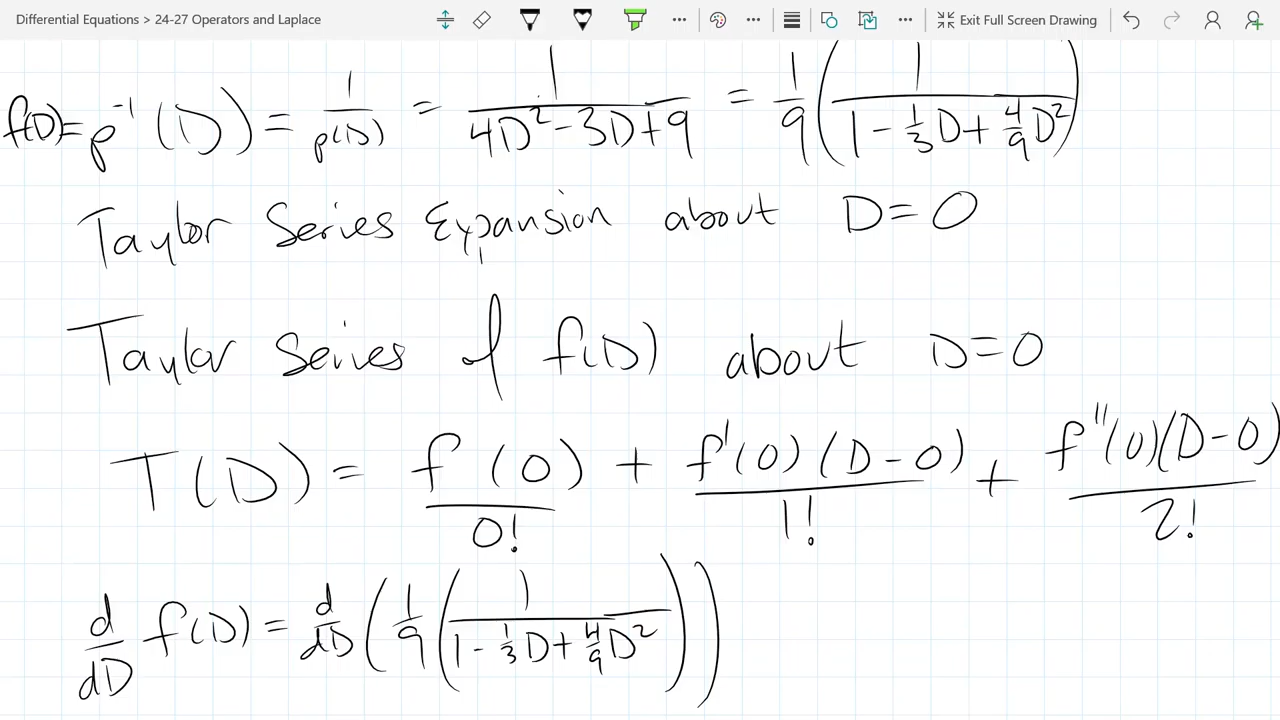 Differential Equations > 24-27 Operators and Laplace
Exit Full Screen Drawing
f(D) = p⁻¹(D) = 1/p(D) = 1/(4D² - 3D + 9) = 1/9 (1/(1 - 1/3 D + 4/9 D²))
Taylor Series Expansion about D = 0
Taylor Series of f(D) about D = 0
T(D) = f(0)/0! + f'(0)(D-0)/1! + f''(0)(D-0)/2!
d/dD f(D) = d/dD (1/9 (1/(1 - 1/3 D + 4/9 D²)))